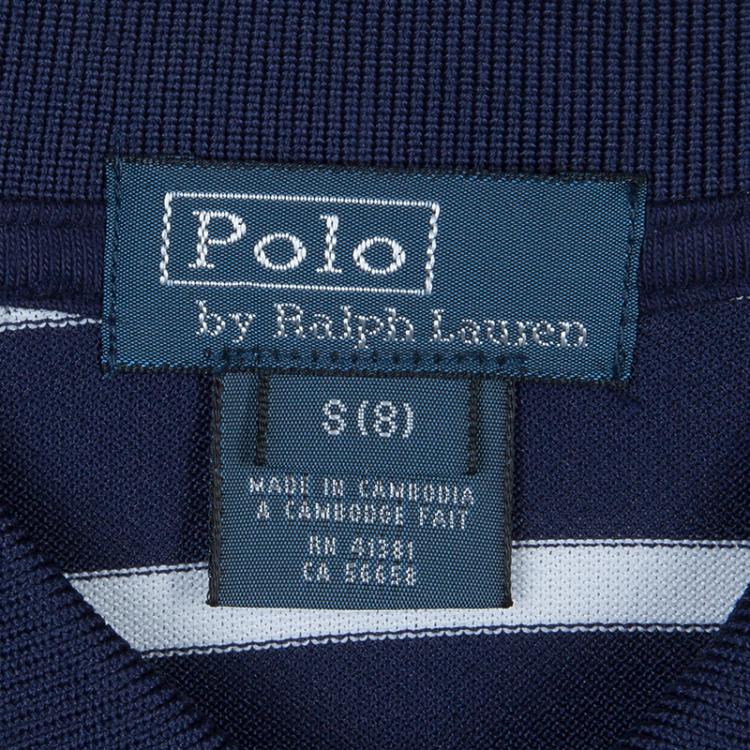 Polo
by Ralph Lauren
S (8)
MADE IN CAMBODIA
A CAMBODGE FAIT
RN 41381
CA 56658